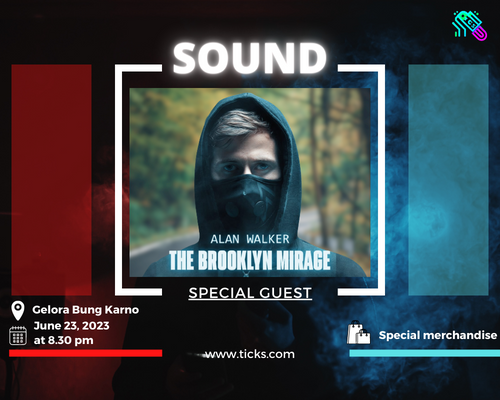 SOUND
ALAN WALKER
THE BROOKLYN MIRAGE
SPECIAL GUEST
Gelora Bung Karno
June 23, 2023
at 8.30 pm
Special merchandise
www.ticks.com